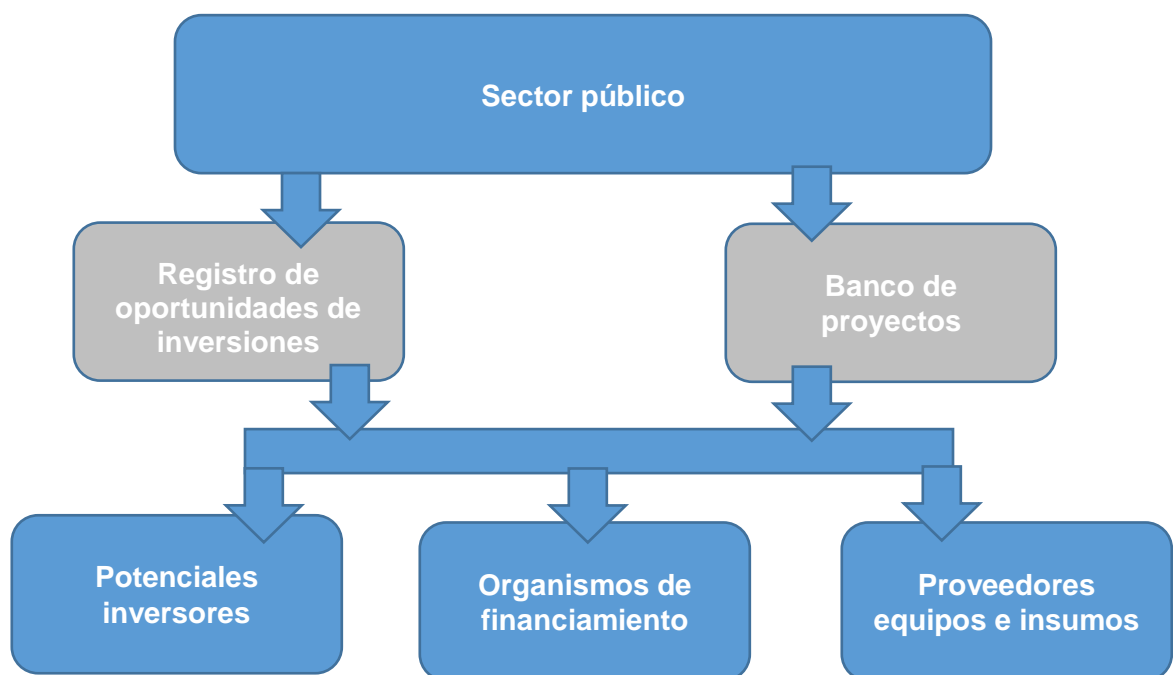 Sector público
Registro de
oportunidades de
inversiones
Banco de
proyectos
Potenciales
inversores
Organismos de
financiamiento
Proveedores
equipos e insumos